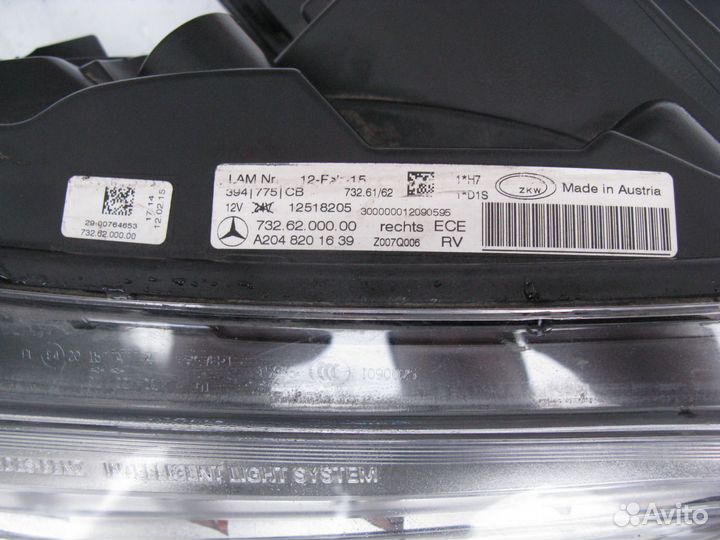 LAM Nr.
394|775|CB 732.61/62
12V 24V 12518205 300000012090595
732.62.000.00 rechts ECE
A204 820 16 39 Z007Q006 RV
1*H7
1*D1S
ZKW
Made in Austria
29-00764653
732.62.000.00
17:14
12.02.15
INTELLIGENT LIGHT SYSTEM
Avito